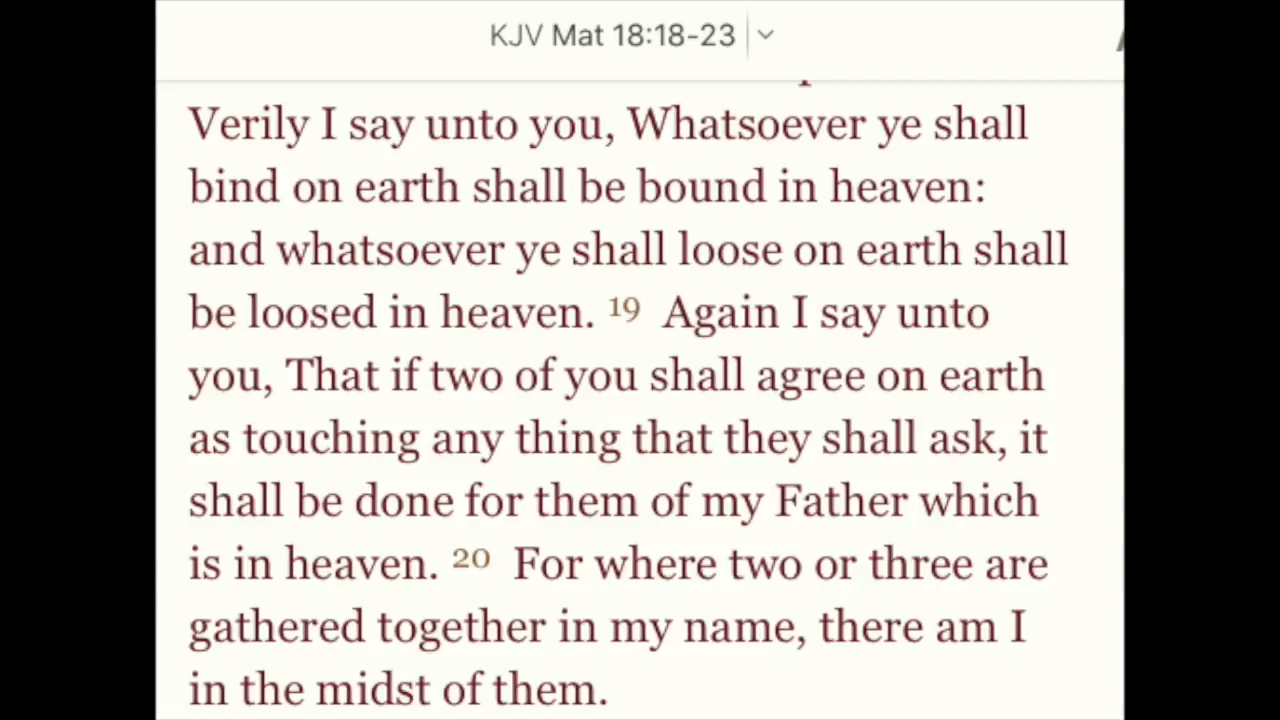 KJV Mat 18:18-23
Verily I say unto you, Whatsoever ye shall
bind on earth shall be bound in heaven:
and whatsoever ye shall loose on earth shall
be loosed in heaven. 19 Again I say unto
you, That if two of you shall agree on earth
as touching any thing that they shall ask, it
shall be done for them of my Father which
is in heaven. 20 For where two or three are
gathered together in my name, there am I
in the midst of them.